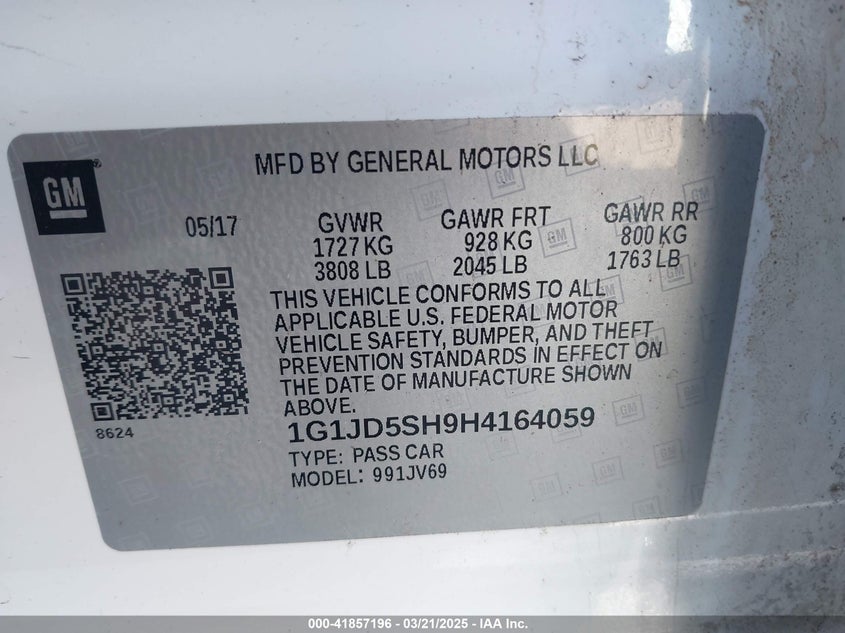 GM
MFD BY GENERAL MOTORS LLC
05/17
GVWR
1727 KG
3808 LB
GAWR FRT
928 KG
2045 LB
GAWR RR
800 KG
1763 LB
THIS VEHICLE CONFORMS TO ALL
APPLICABLE U.S. FEDERAL MOTOR
VEHICLE SAFETY, BUMPER, AND THEFT
PREVENTION STANDARDS IN EFFECT ON
THE DATE OF MANUFACTURE SHOWN
ABOVE.
8624
1G1JD5SH9H4164059
TYPE: PASS CAR
MODEL: 991JV69
000-41857196 - 03/21/2025 - IAA Inc.